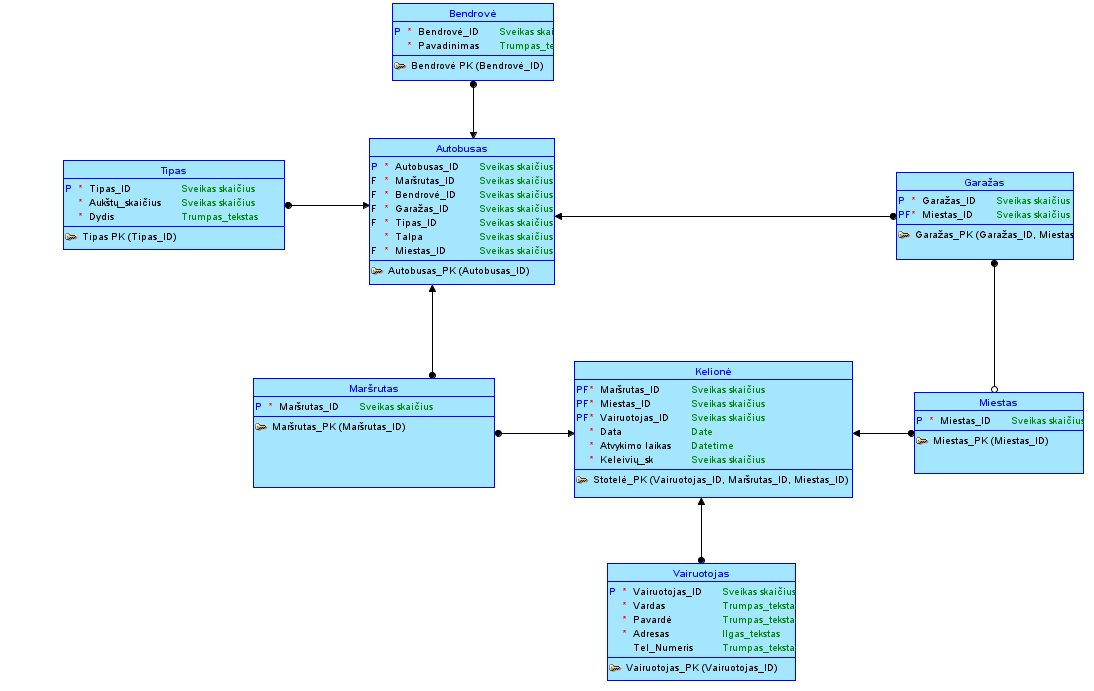 Bendrovė
P * Bendrovė_ID Sveikas skai
* Pavadinimas Trumpas_te
Bendrovė PK (Bendrovė_ID)
Autobusas
P * Autobusas_ID Sveikas skaičius
F * Maršrutas_ID Sveikas skaičius
F * Bendrovė_ID Sveikas skaičius
F * Garažas_ID Sveikas skaičius
F * Tipas_ID Sveikas skaičius
* Talpa Sveikas skaičius
F * Miestas_ID Sveikas skaičius
Autobusas_PK (Autobusas_ID)
Tipas
P * Tipas_ID Sveikas skaičius
* Aukštų_skaičius Sveikas skaičius
* Dydis Trumpas_tekstas
Tipas PK (Tipas_ID)
Garažas
P * Garažas_ID Sveikas skaičius
PF* Miestas_ID Sveikas skaičius
Garažas_PK (Garažas_ID, Miestas
Maršrutas
P * Maršrutas_ID Sveikas skaičius
Maršrutas_PK (Maršrutas_ID)
Kelionė
PF* Maršrutas_ID Sveikas skaičius
PF* Miestas_ID Sveikas skaičius
PF* Vairuotojas_ID Sveikas skaičius
* Data Date
* Atvykimo laikas Datetime
* Keleivių_sk Sveikas skaičius
Stotelė_PK (Vairuotojas_ID, Maršrutas_ID, Miestas_ID)
Miestas
P * Miestas_ID Sveikas skaičius
Miestas_PK (Miestas_ID)
Vairuotojas
P * Vairuotojas_ID Sveikas skaičius
* Vardas Trumpas_teksta
* Pavardė Trumpas_teksta
* Adresas Ilgas_tekstas
Tel_Numeris Trumpas_teksta
Vairuotojas_PK (Vairuotojas_ID)